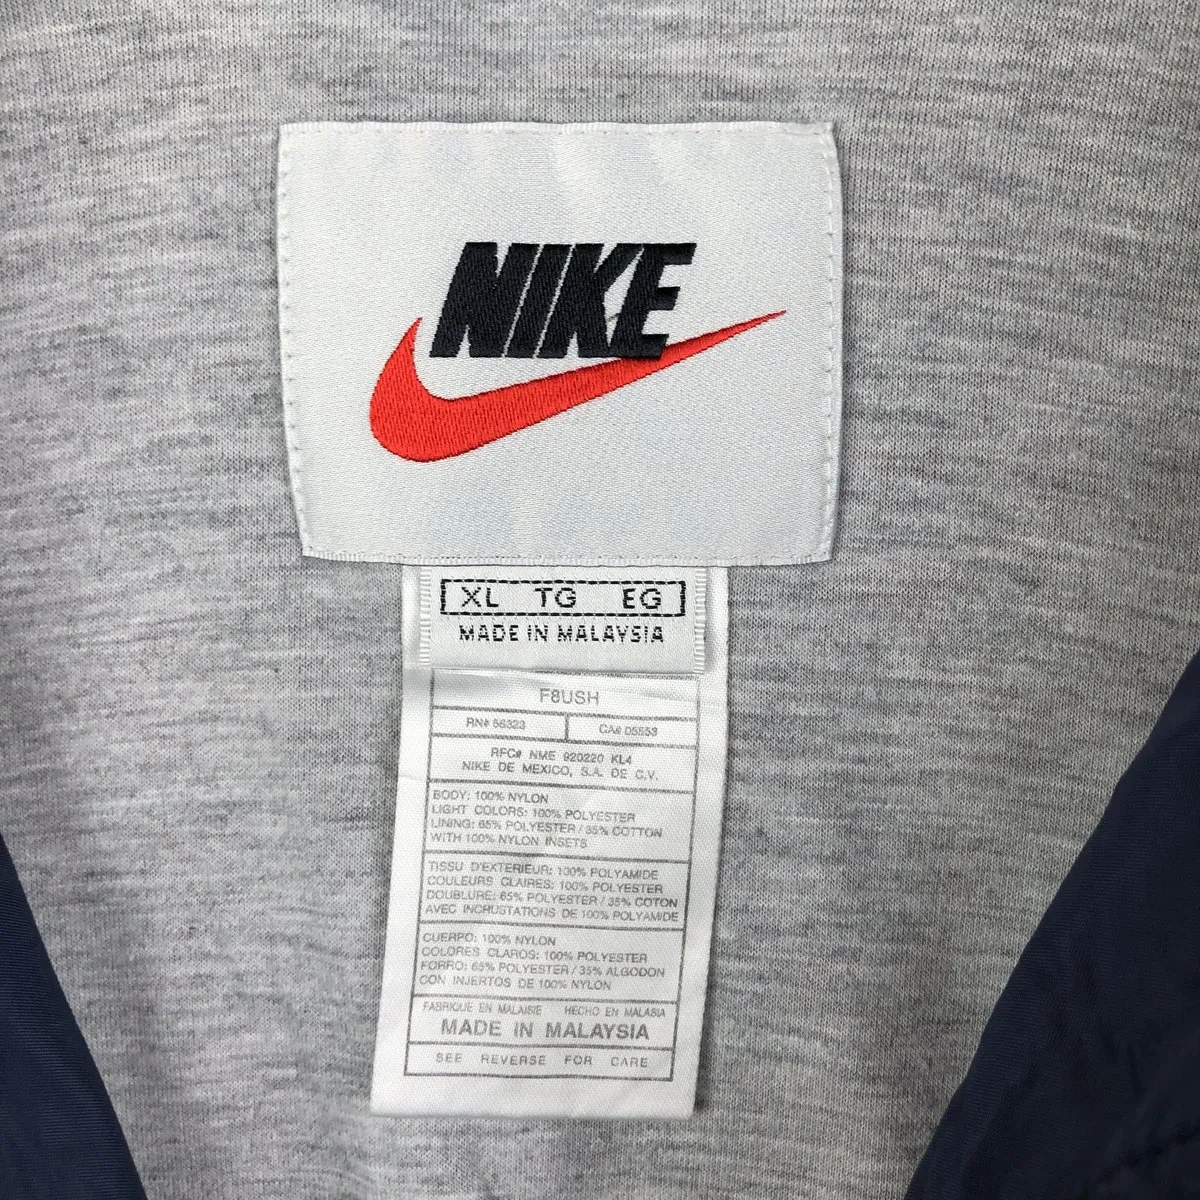 NIKE
XL TG EG
MADE IN MALAYSIA
F8USH
RN# 56323 CA# 05553
RFC# NME 920220 KL4
NIKE DE MEXICO, S.A. DE C.V.
BODY: 100% NYLON
LIGHT COLORS: 100% POLYESTER
LINING: 65% POLYESTER / 35% COTTON
WITH 100% NYLON INSETS
TISSU D'EXTERIEUR: 100% POLYAMIDE
COULEURS CLAIRES: 100% POLYESTER
DOUBLURE: 65% POLYESTER / 35% COTON
AVEC INCRUSTATIONS DE 100% POLYAMIDE
CUERPO: 100% NYLON
COLORES CLAROS: 100% POLYESTER
FORRO: 65% POLYESTER / 35% ALGODON
CON INJERTOS DE 100% NYLON
FABRIQUE EN MALAISIE HECHO EN MALASIA
MADE IN MALAYSIA
SEE REVERSE FOR CARE